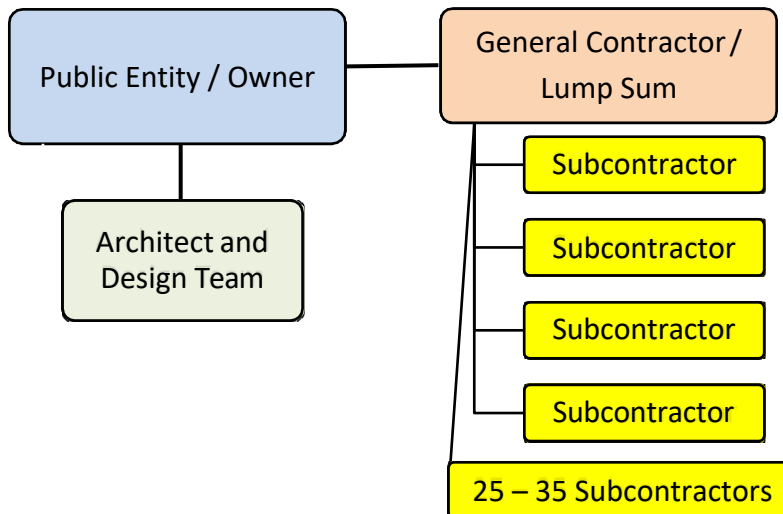 Public Entity / Owner
General Contractor /
Lump Sum
Architect and
Design Team
Subcontractor
Subcontractor
Subcontractor
Subcontractor
25 – 35 Subcontractors